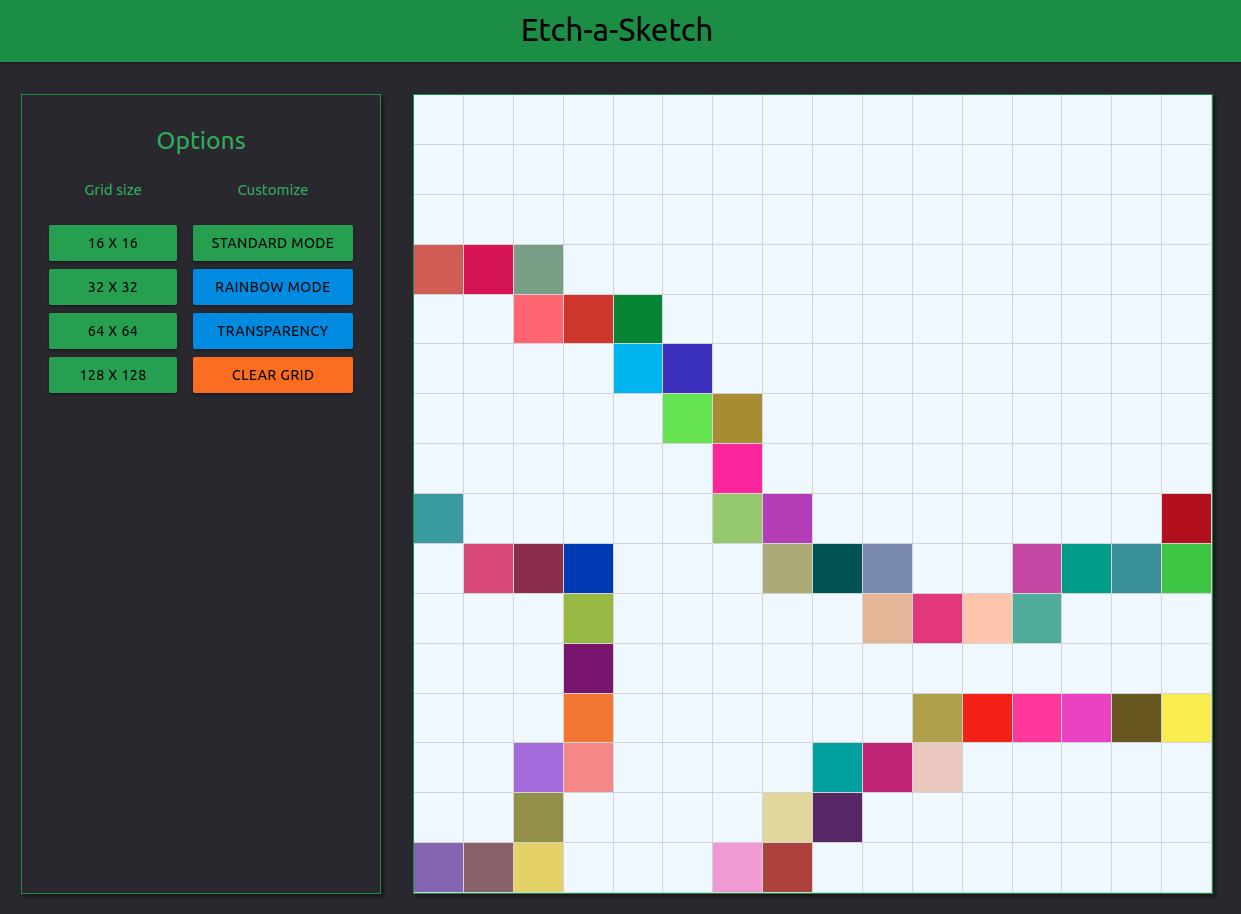 Etch-a-Sketch
Options
Grid size
Customize
16 X 16
STANDARD MODE
32 X 32
RAINBOW MODE
64 X 64
TRANSPARENCY
128 X 128
CLEAR GRID